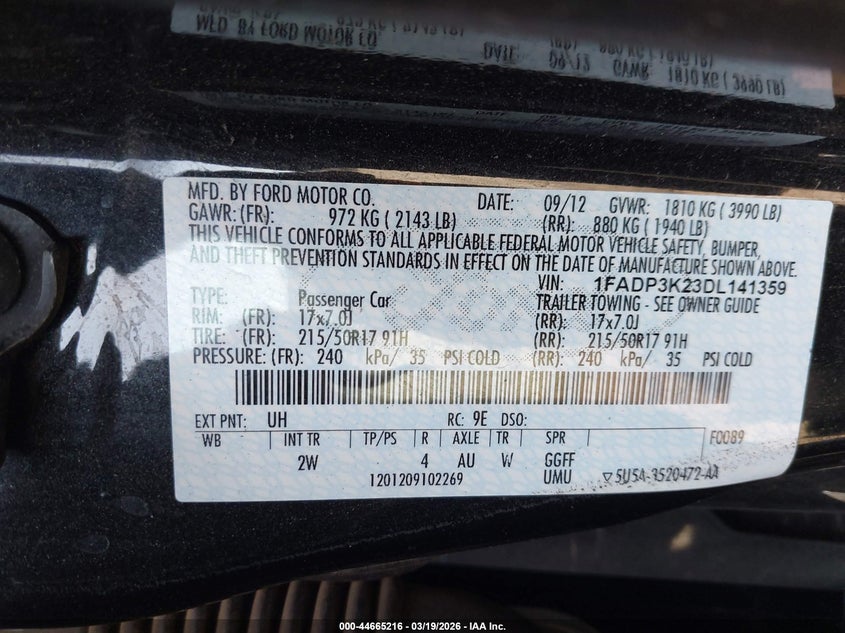 MFD. BY FORD MOTOR CO. DATE: 09/12 GVWR: 1810 KG ( 3990 LB)
GAWR: (FR): 972 KG ( 2143 LB) (RR): 880 KG ( 1940 LB)
THIS VEHICLE CONFORMS TO ALL APPLICABLE FEDERAL MOTOR VEHICLE SAFETY, BUMPER,
AND THEFT PREVENTION STANDARDS IN EFFECT ON THE DATE OF MANUFACTURE SHOWN ABOVE.
VIN: 1FADP3K23DL141359
TYPE: Passenger Car TRAILER TOWING - SEE OWNER GUIDE
RIM: (FR): 17x7.0J (RR): 17x7.0J
TIRE: (FR): 215/50R17 91H (RR): 215/50R17 91H
PRESSURE: (FR): 240 kPa/ 35 PSI COLD (RR): 240 kPa/ 35 PSI COLD
EXT PNT: UH RC: 9E DSO:
WB INT TR TP/PS R AXLE TR SPR F0089
2W 4 AU W GGFF
1201209102269 UMU ▽5U5A-3520472-AA
000-44665216 - 03/19/2026 - IAA Inc.